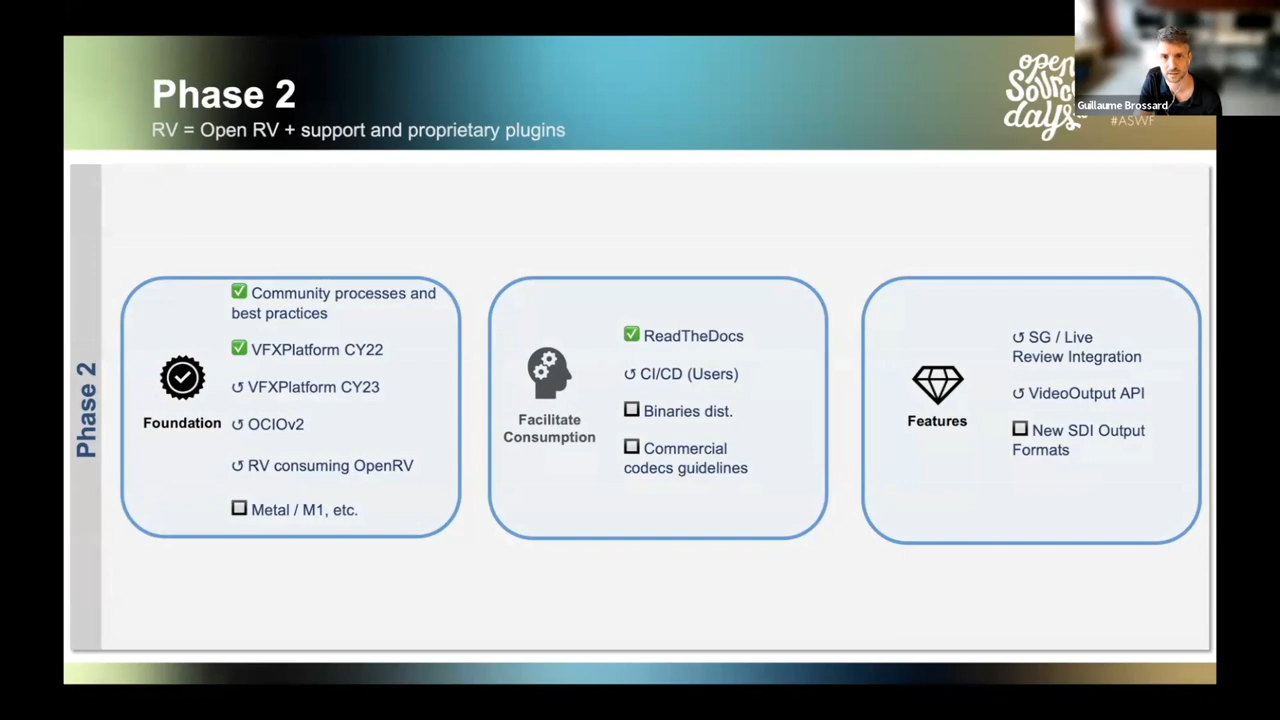 Phase 2
RV = Open RV + support and proprietary plugins
open
Source
days
#ASWF
Guillaume Brossard
Phase 2
Foundation
✅ Community processes and
best practices
✅ VFXPlatform CY22
↺ VFXPlatform CY23
↺ OCIOv2
↺ RV consuming OpenRV
☐ Metal / M1, etc.
Facilitate
Consumption
✅ ReadTheDocs
↺ CI/CD (Users)
☐ Binaries dist.
☐ Commercial
codecs guidelines
Features
↺ SG / Live
Review Integration
↺ VideoOutput API
☐ New SDI Output
Formats